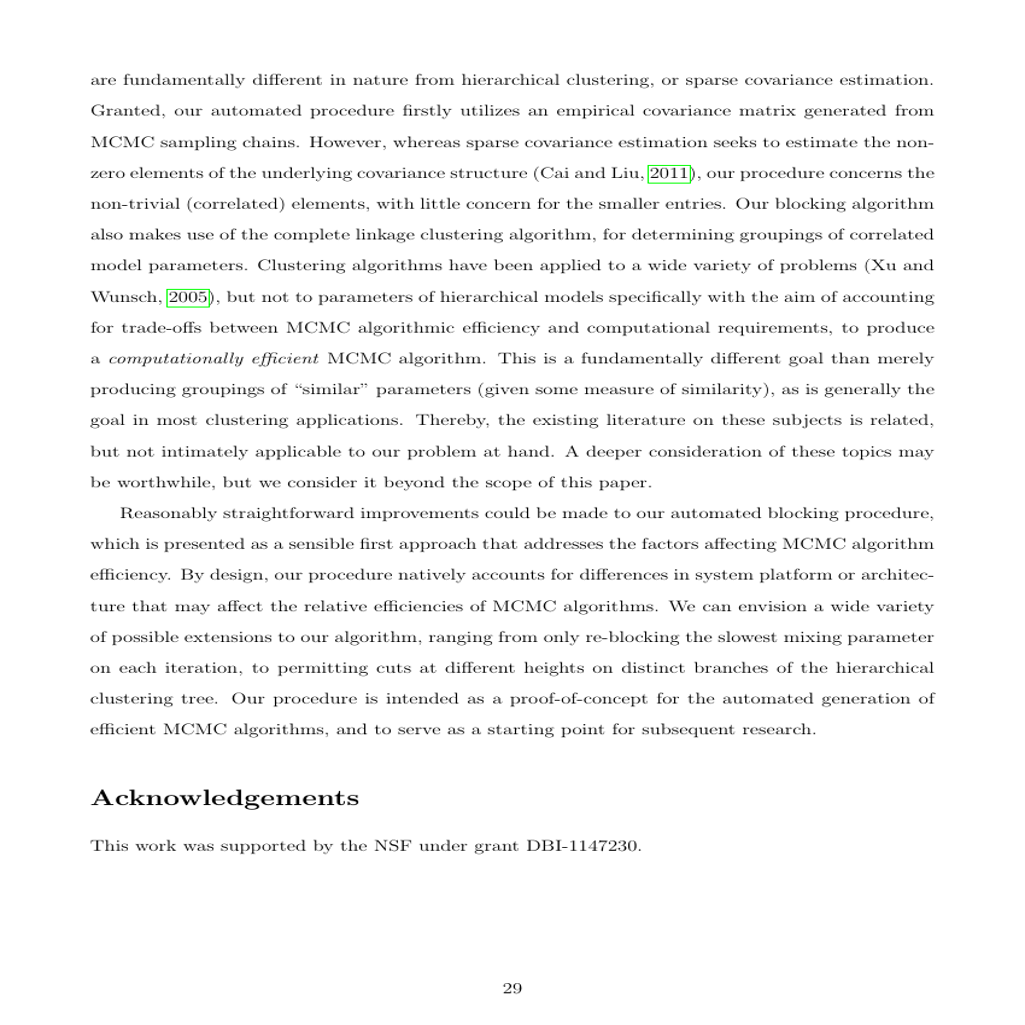 are fundamentally different in nature from hierarchical clustering, or sparse covariance estimation.
Granted, our automated procedure firstly utilizes an empirical covariance matrix generated from
MCMC sampling chains. However, whereas sparse covariance estimation seeks to estimate the non-
zero elements of the underlying covariance structure (Cai and Liu, 2011), our procedure concerns the
non-trivial (correlated) elements, with little concern for the smaller entries. Our blocking algorithm
also makes use of the complete linkage clustering algorithm, for determining groupings of correlated
model parameters. Clustering algorithms have been applied to a wide variety of problems (Xu and
Wunsch, 2005), but not to parameters of hierarchical models specifically with the aim of accounting
for trade-offs between MCMC algorithmic efficiency and computational requirements, to produce
a computationally efficient MCMC algorithm. This is a fundamentally different goal than merely
producing groupings of “similar” parameters (given some measure of similarity), as is generally the
goal in most clustering applications. Thereby, the existing literature on these subjects is related,
but not intimately applicable to our problem at hand. A deeper consideration of these topics may
be worthwhile, but we consider it beyond the scope of this paper.
Reasonably straightforward improvements could be made to our automated blocking procedure,
which is presented as a sensible first approach that addresses the factors affecting MCMC algorithm
efficiency. By design, our procedure natively accounts for differences in system platform or architec-
ture that may affect the relative efficiencies of MCMC algorithms. We can envision a wide variety
of possible extensions to our algorithm, ranging from only re-blocking the slowest mixing parameter
on each iteration, to permitting cuts at different heights on distinct branches of the hierarchical
clustering tree. Our procedure is intended as a proof-of-concept for the automated generation of
efficient MCMC algorithms, and to serve as a starting point for subsequent research.
Acknowledgements
This work was supported by the NSF under grant DBI-1147230.
29